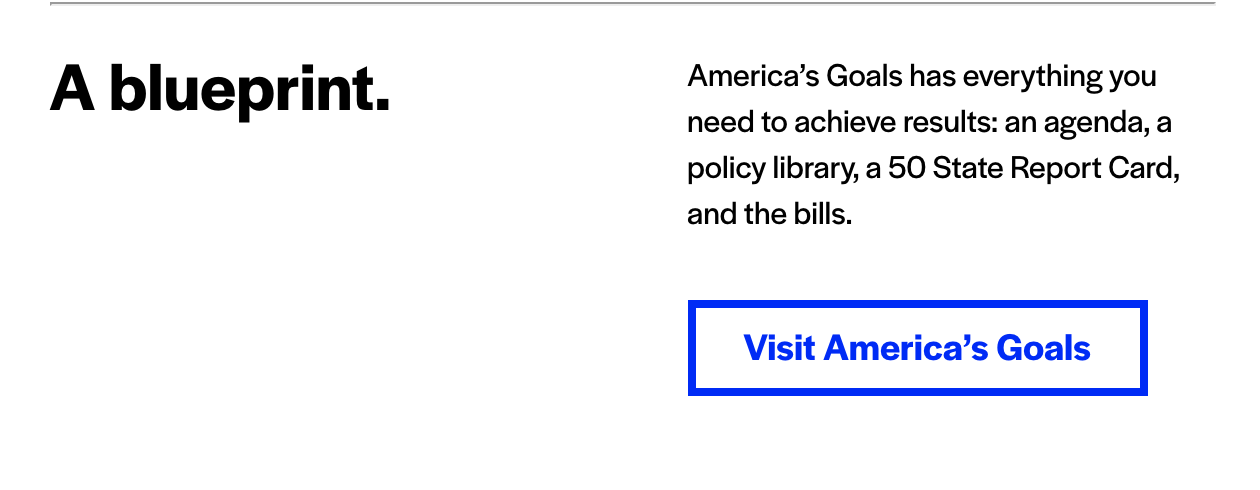 A blueprint.
America’s Goals has everything you
need to achieve results: an agenda, a
policy library, a 50 State Report Card,
and the bills.
Visit America’s Goals